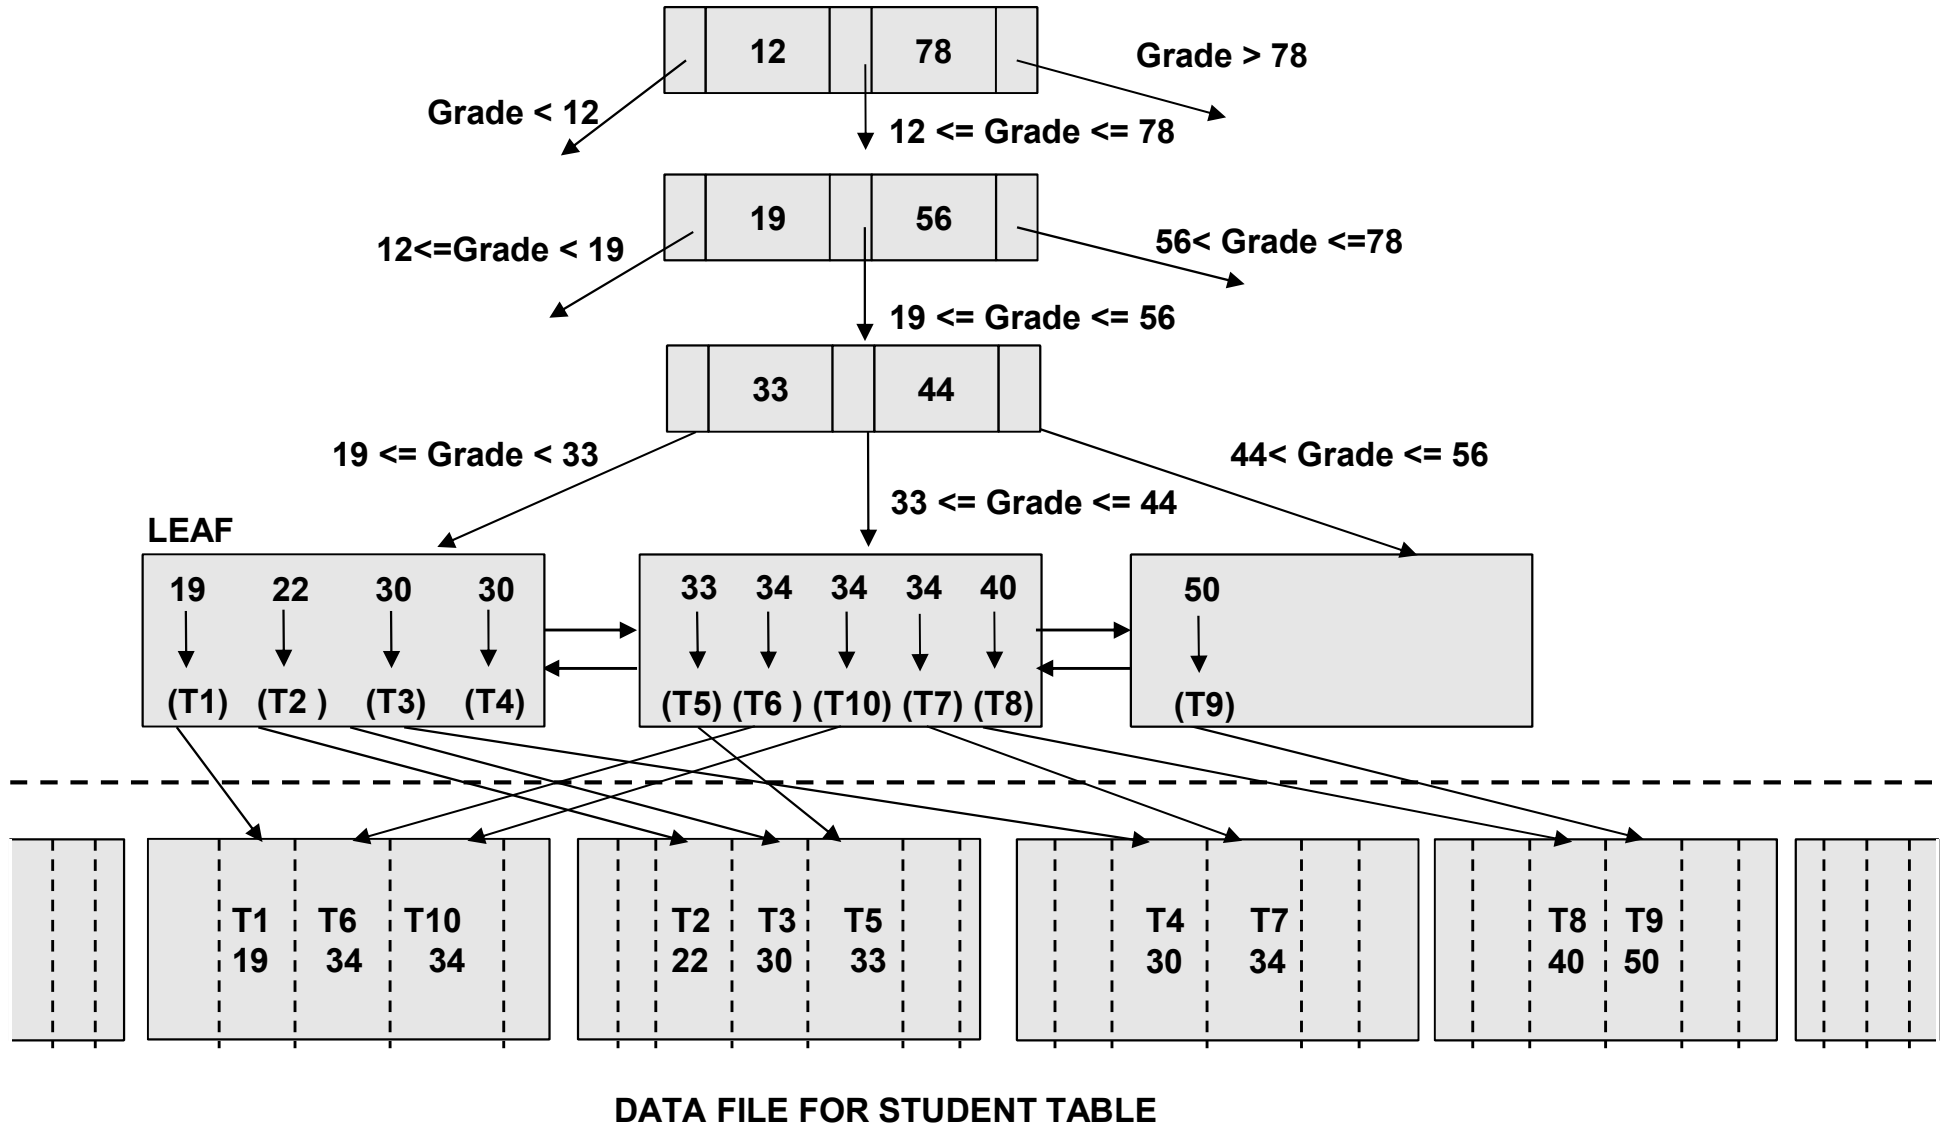 12 78
Grade > 78
Grade < 12
12 <= Grade <= 78
19 56
12<=Grade < 19
56< Grade <=78
19 <= Grade <= 56
33 44
19 <= Grade < 33
44< Grade <= 56
33 <= Grade <= 44
LEAF
19 22 30 30
33 34 34 34 40
50
(T1) (T2 ) (T3) (T4)
(T5) (T6 ) (T10) (T7) (T8)
(T9)
T1 T6 T10
19 34 34
T2 T3 T5
22 30 33
T4 T7
30 34
T8 T9
40 50
DATA FILE FOR STUDENT TABLE